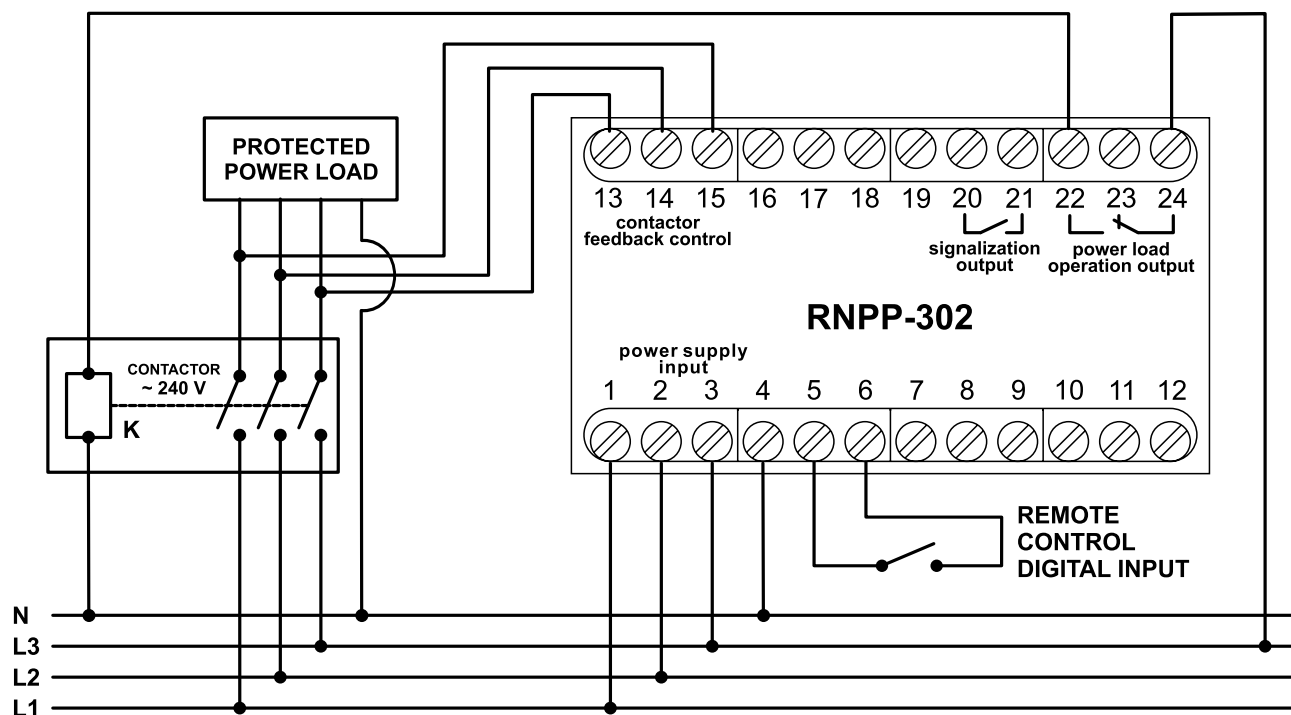 PROTECTED
POWER LOAD
13 14 15 16 17 18 19 20 21 22 23 24
contactor
feedback control
signalization
output
power load
operation output
RNPP-302
power supply
input
1 2 3 4 5 6 7 8 9 10 11 12
CONTACTOR
~ 240 V
K
REMOTE
CONTROL
DIGITAL INPUT
N
L3
L2
L1